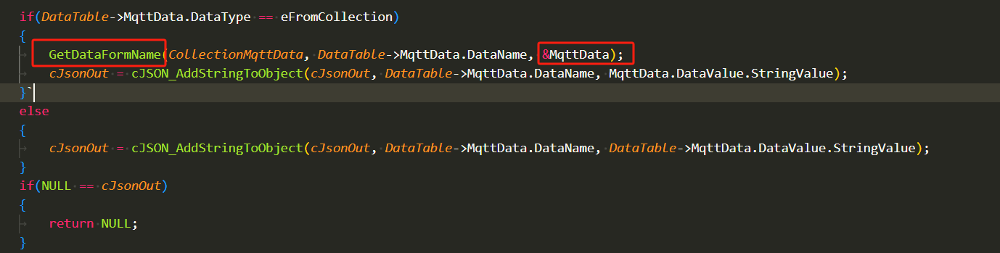 if(DataTable->MqttData.DataType == eFromCollection)
{
GetDataFormName(CollectionMqttData, DataTable->MqttData.DataName, &MqttData);
cJsonOut = cJSON_AddStringToObject(cJsonOut, DataTable->MqttData.DataName, MqttData.DataValue.StringValue);
}`
else
{
cJsonOut = cJSON_AddStringToObject(cJsonOut, DataTable->MqttData.DataName, DataTable->MqttData.DataValue.StringValue);
}
if(NULL == cJsonOut)
{
return NULL;
}